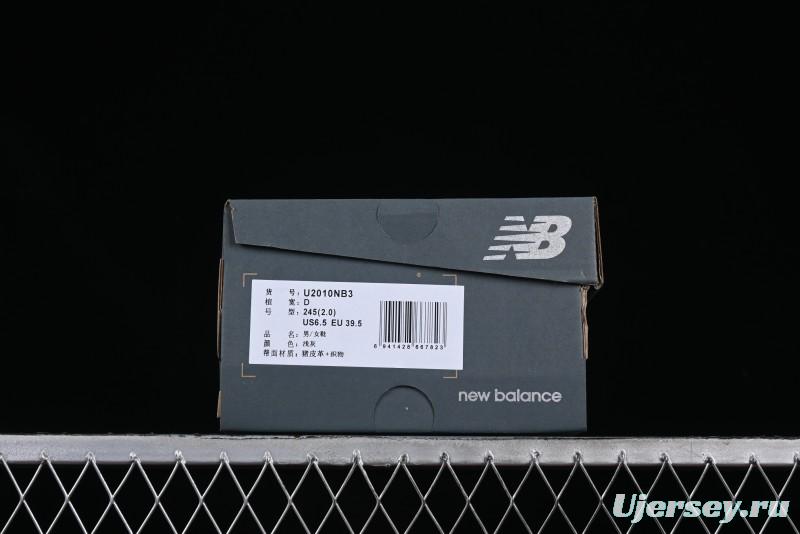 NB
货 号: U2010NB3
楦 宽: D
号 型: 245(2.0)
US6.5 EU 39.5
品 名: 男/女鞋
颜 色: 浅灰
帮面材质: 猪皮革+织物
6941428667823
new balance
Ujersey.ru